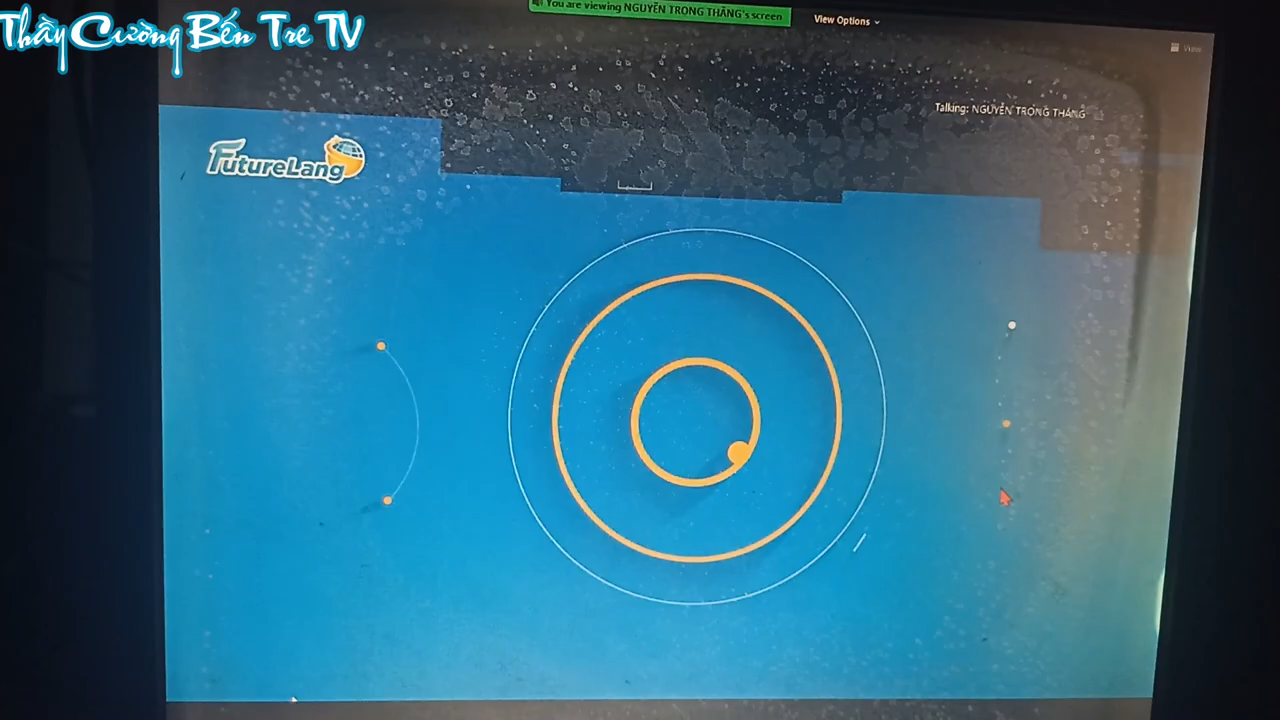 Thầy Cường Bến Tre TV
You are viewing NGUYỄN TRỌNG THẮNG's screen
View Options
View
Talking: NGUYỄN TRỌNG THẮNG
FutureLang